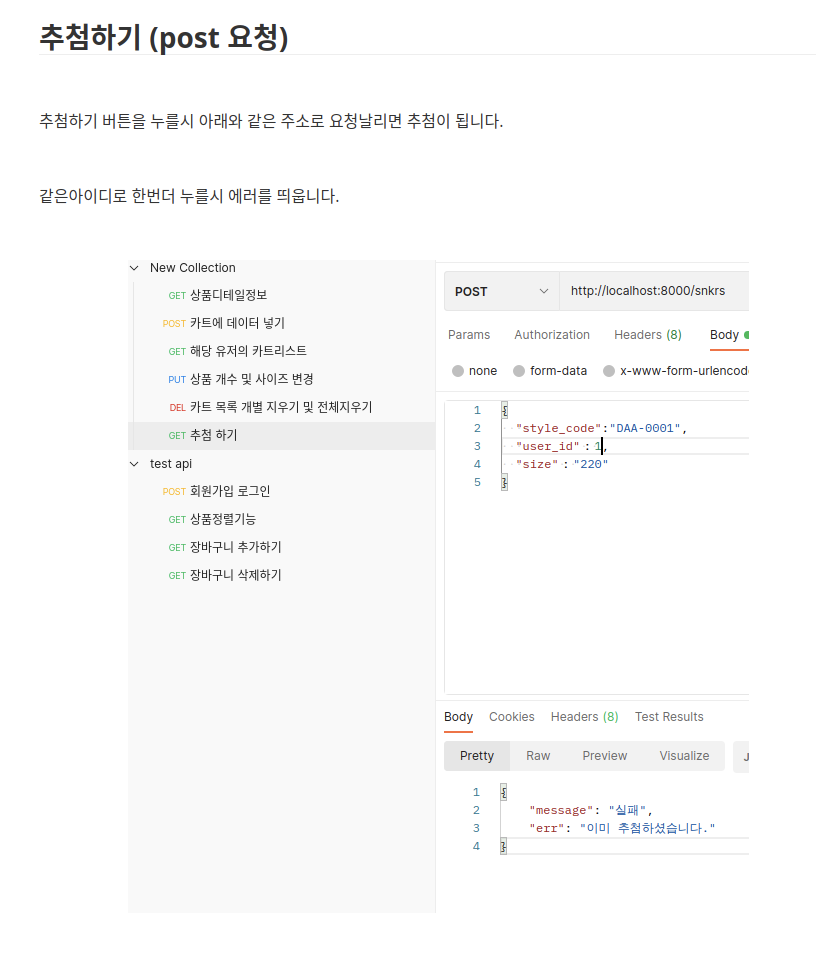 추첨하기 (post 요청)
추첨하기 버튼을 누를시 아래와 같은 주소로 요청날리면 추첨이 됩니다.
같은아이디로 한번더 누를시 에러를 띄웁니다.
New Collection
GET 상품디테일정보
POST 카트에 데이터 넣기
GET 해당 유저의 카트리스트
PUT 상품 개수 및 사이즈 변경
DEL 카트 목록 개별 지우기 및 전체지우기
GET 추첨 하기
test api
POST 회원가입 로그인
GET 상품정렬기능
GET 장바구니 추가하기
GET 장바구니 삭제하기
POST http://localhost:8000/snkrs
Params Authorization Headers (8) Body
none form-data x-www-form-urlenco
1 {
2 "style_code":"DAA-0001",
3 "user_id" : 1,
4 "size" : "220"
5 }
Body Cookies Headers (8) Test Results
Pretty Raw Preview Visualize J
1 {
2 "message": "실패",
3 "err": "이미 추첨하셨습니다."
4 }